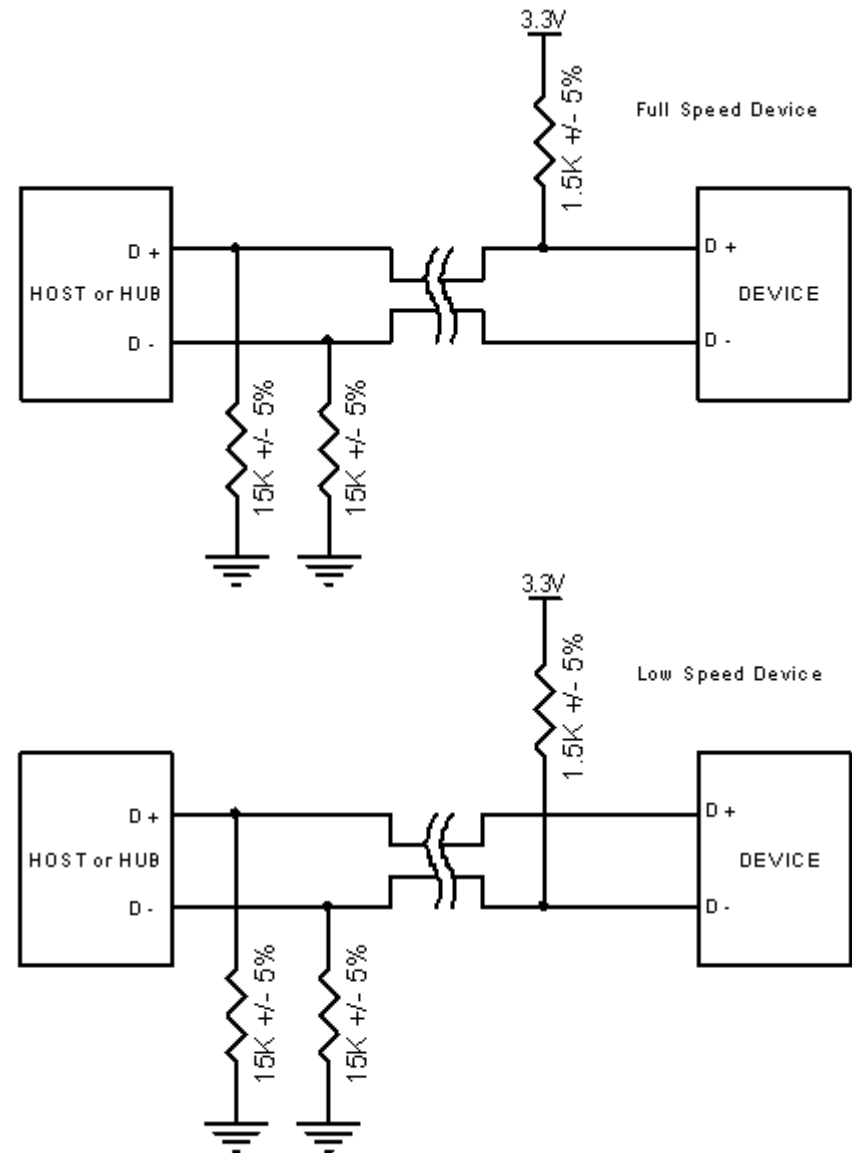 3.3V
1.5K +/- 5%
Full Speed Device
D +
HOST or HUB
D -
D +
DEVICE
D -
15K +/- 5%
15K +/- 5%
3.3V
1.5K +/- 5%
Low Speed Device
D +
HOST or HUB
D -
D +
DEVICE
D -
15K +/- 5%
15K +/- 5%